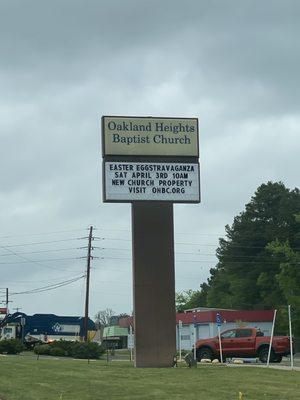 Oakland Heights
Baptist Church
EASTER EGGSTRAVAGANZA
SAT APRIL 3RD 10AM
NEW CHURCH PROPERTY
VISIT OHBC.ORG